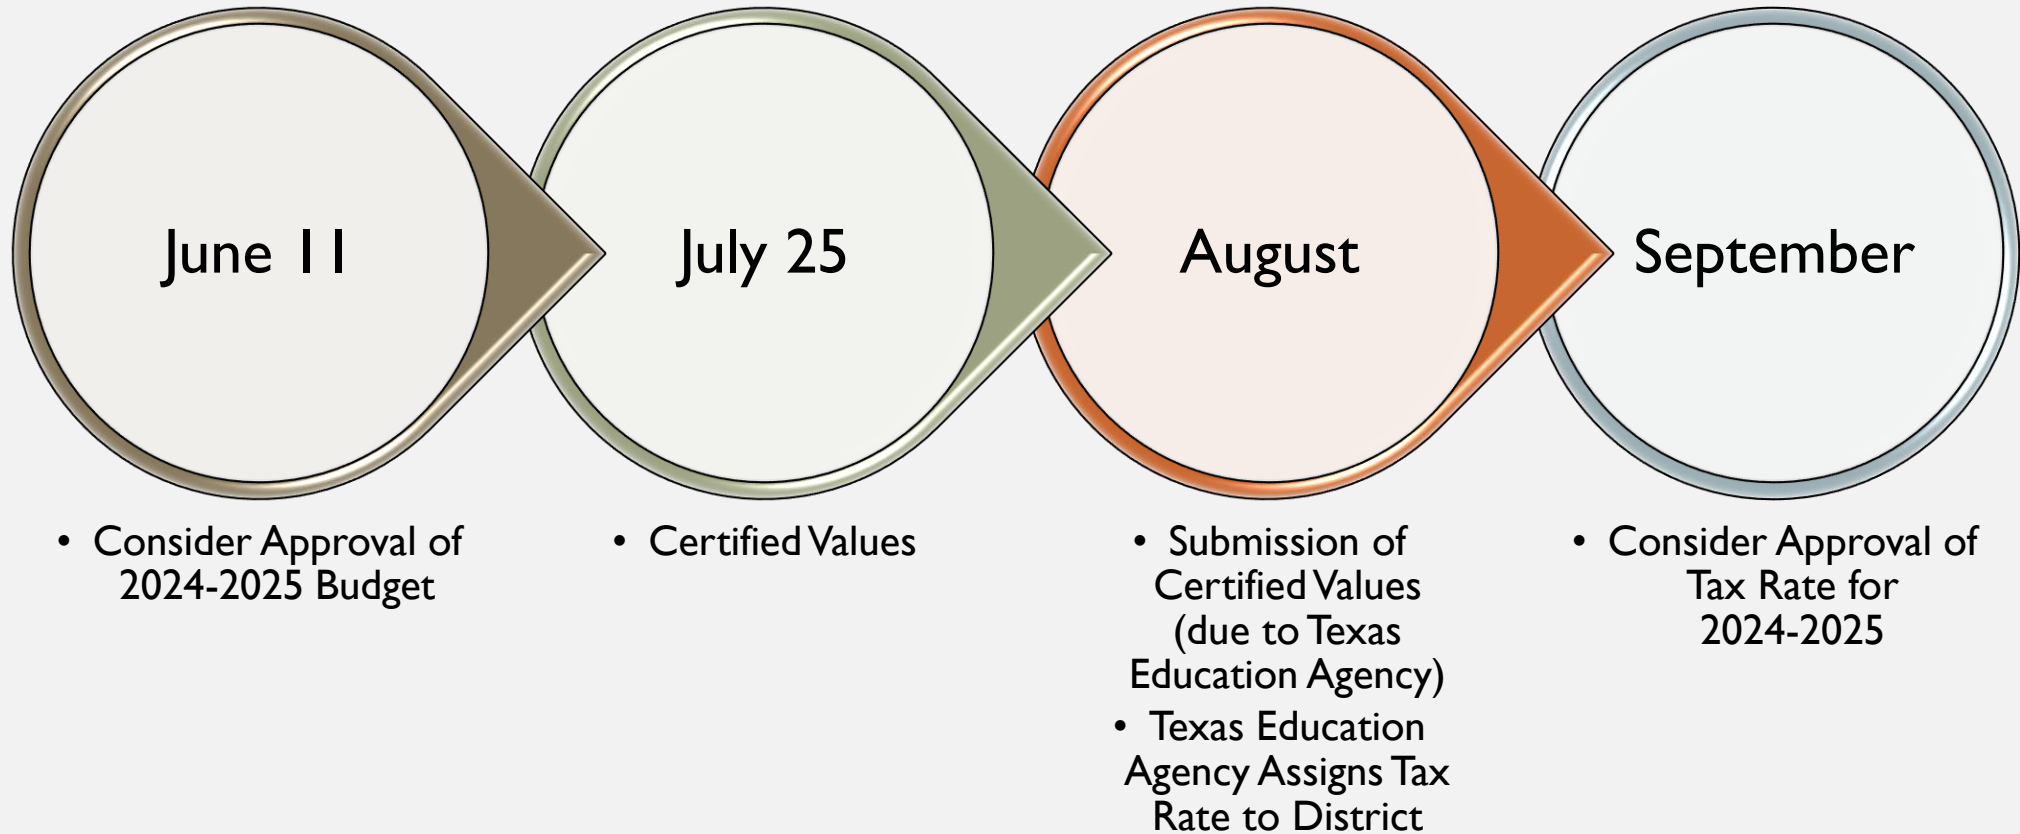 June 11
July 25
August
September
• Consider Approval of
2024-2025 Budget
• Certified Values
• Submission of
Certified Values
(due to Texas
Education Agency)
• Texas Education
Agency Assigns Tax
Rate to District
• Consider Approval of
Tax Rate for
2024-2025